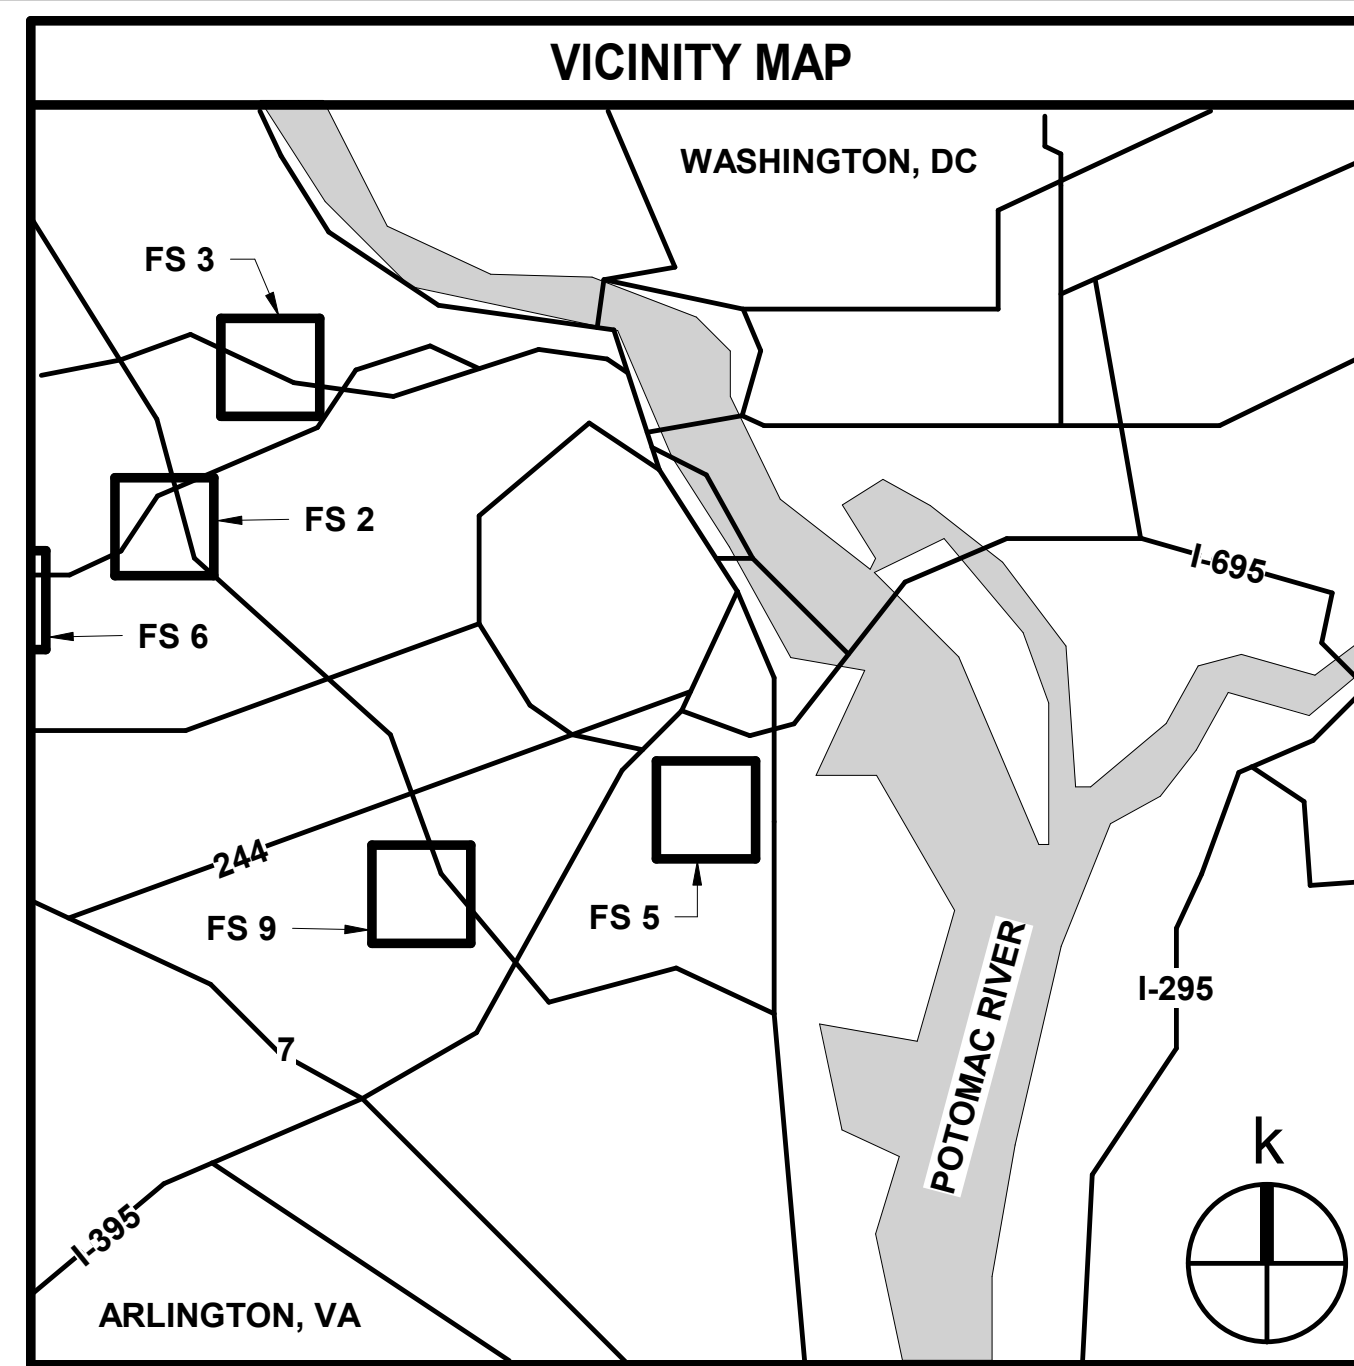 VICINITY MAP
WASHINGTON, DC
FS 3
FS 2
I-695
FS 6
244
FS 9
FS 5
POTOMAC RIVER
I-295
7
k
I-395
ARLINGTON, VA